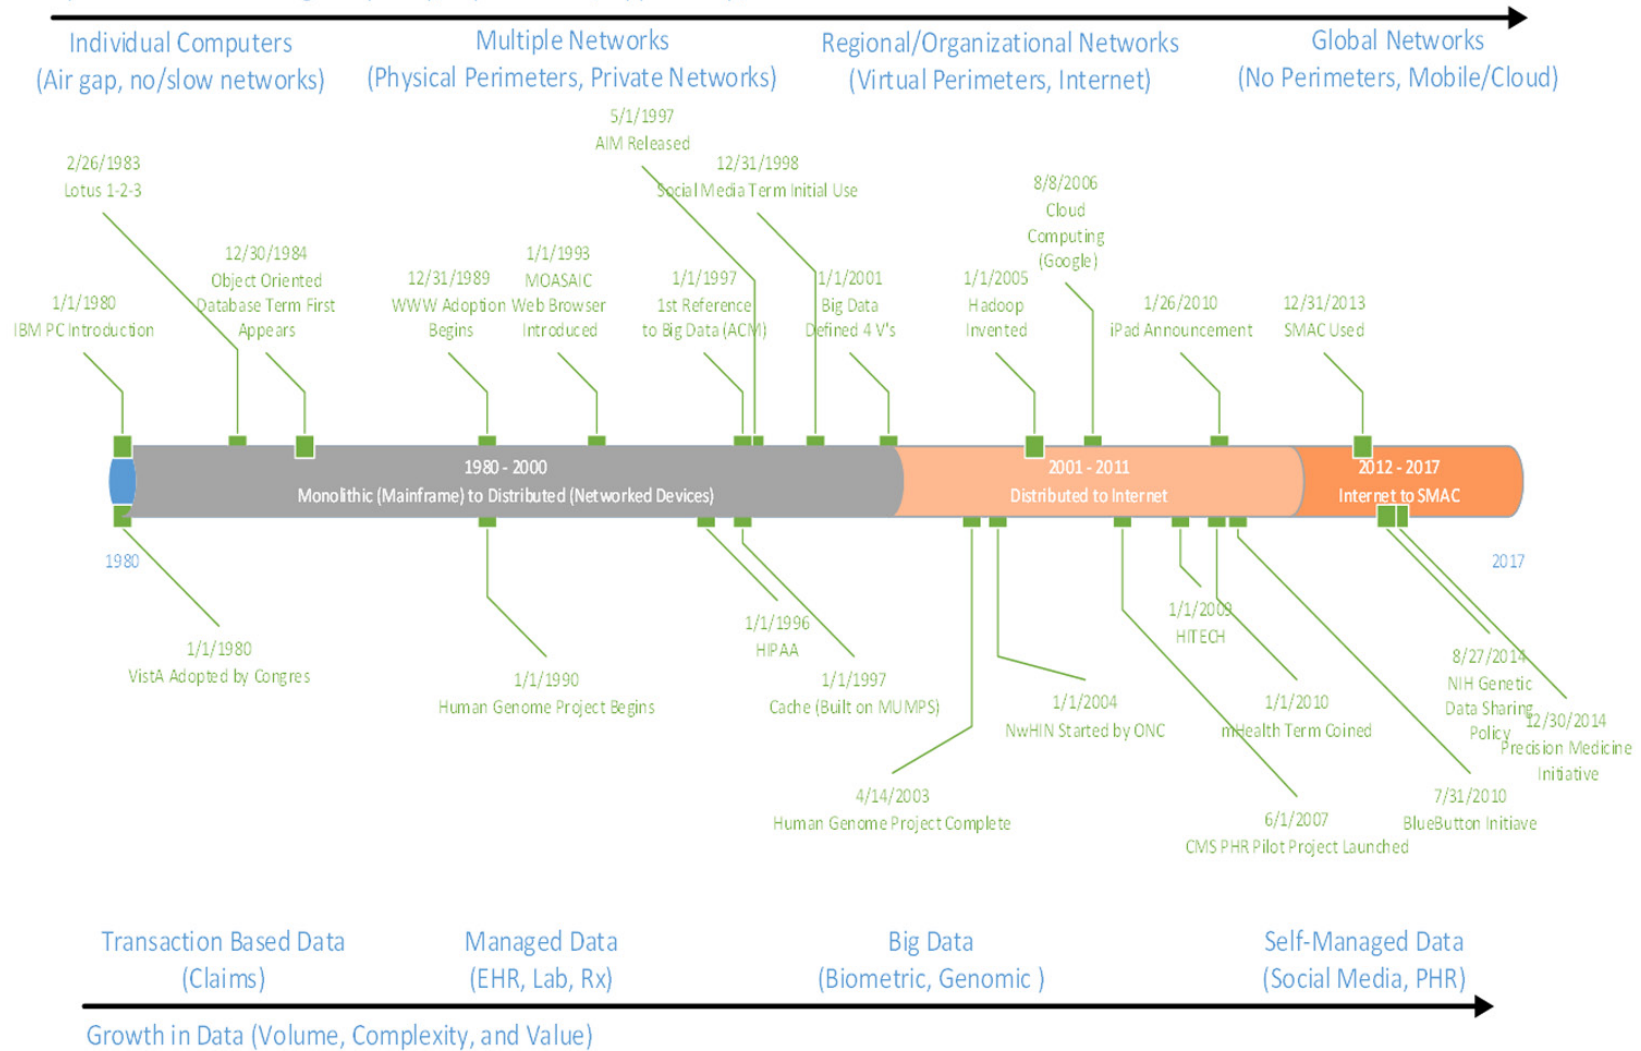 Individual Computers
(Air gap, no/slow networks)
Multiple Networks
(Physical Perimeters, Private Networks)
Regional/Organizational Networks
(Virtual Perimeters, Internet)
Global Networks
(No Perimeters, Mobile/Cloud)
5/1/1997
AIM Released
2/26/1983
Lotus 1-2-3
12/31/1998
Social Media Term Initial Use
8/8/2006
Cloud
Computing
(Google)
1/1/1980
IBM PC Introduction
12/30/1984
Object Oriented
Database Term First
Appears
12/31/1989
WWW Adoption
Begins
1/1/1993
MOASAIC
Web Browser
Introduced
1/1/1997
1st Reference
to Big Data (ACM)
1/1/2001
Big Data
Defined 4 V's
1/1/2005
Hadoop
Invented
1/26/2010
iPad Announcement
12/31/2013
SMAC Used
1980 - 2000
Monolithic (Mainframe) to Distributed (Networked Devices)
2001 - 2011
Distributed to Internet
2012 - 2017
Internet to SMAC
1980
2017
1/1/1980
VistA Adopted by Congres
1/1/1990
Human Genome Project Begins
1/1/1996
HIPAA
1/1/1997
Cache (Built on MUMPS)
4/14/2003
Human Genome Project Complete
1/1/2004
NwHIN Started by ONC
1/1/2009
HITECH
1/1/2010
mHealth Term Coined
6/1/2007
CMS PHR Pilot Project Launched
7/31/2010
BlueButton Initiave
8/27/2014
NIH Genetic
Data Sharing
Policy
12/30/2014
Precision Medicine
Initiative
Transaction Based Data
(Claims)
Managed Data
(EHR, Lab, Rx)
Big Data
(Biometric, Genomic )
Self-Managed Data
(Social Media, PHR)
Growth in Data (Volume, Complexity, and Value)